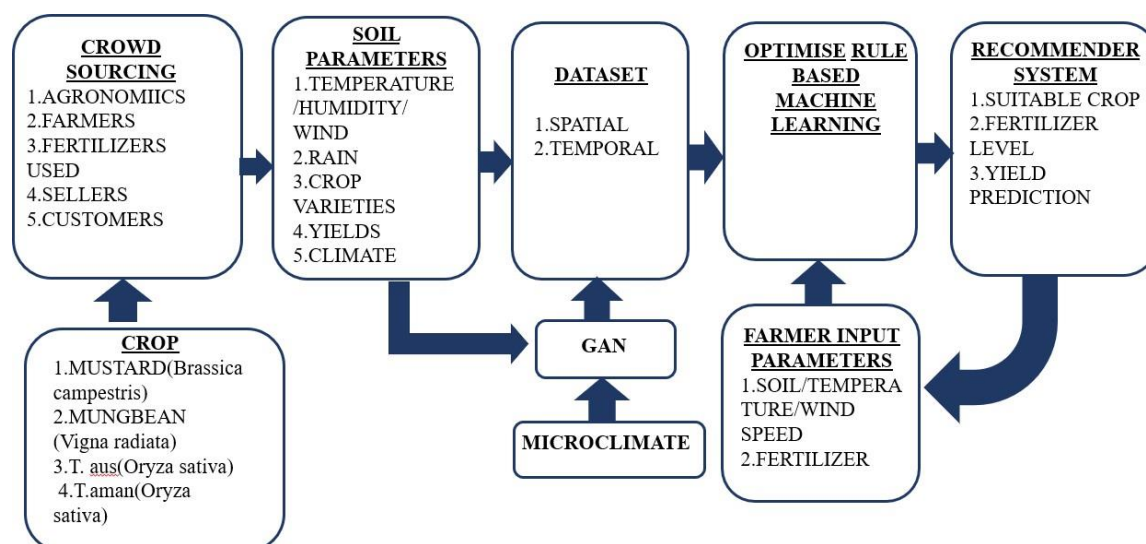 CROWD
SOURCING
1.AGRONOMIICS
2.FARMERS
3.FERTILIZERS
USED
4.SELLERS
5.CUSTOMERS
SOIL
PARAMETERS
1.TEMPERATURE
/HUMIDITY/
WIND
2.RAIN
3.CROP
VARIETIES
4.YIELDS
5.CLIMATE
DATASET
1.SPATIAL
2.TEMPORAL
OPTIMISE RULE
BASED
MACHINE
LEARNING
RECOMMENDER
SYSTEM
1.SUITABLE CROP
2.FERTILIZER
LEVEL
3.YIELD
PREDICTION
CROP
1.MUSTARD(Brassica
campestris)
2.MUNGBEAN
(Vigna radiata)
3.T. aus(Oryza sativa)
4.T.aman(Oryza
sativa)
GAN
MICROCLIMATE
FARMER INPUT
PARAMETERS
1.SOIL/TEMPERA
TURE/WIND
SPEED
2.FERTILIZER